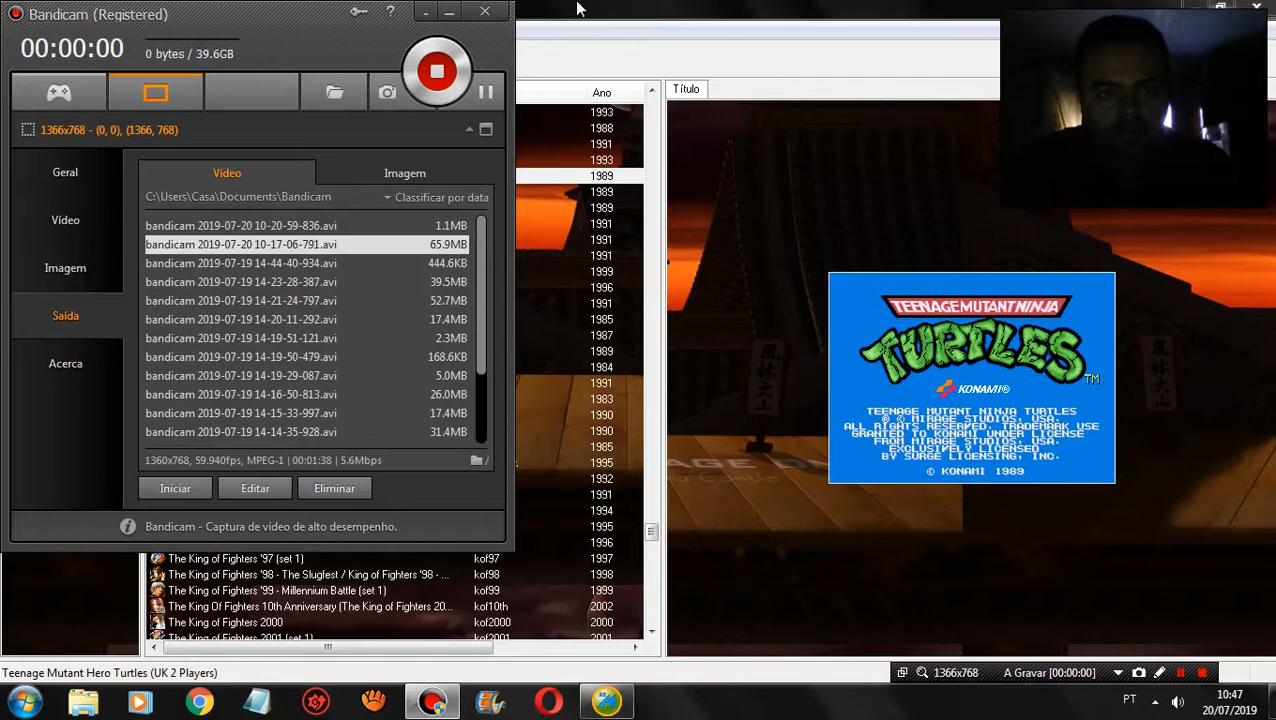 Bandicam (Registered)
?
00:00:00
0 bytes / 39.6GB
1366x768 - (0, 0), (1366, 768)
Geral
Vídeo
Imagem
Saída
Acerca
Vídeo
Imagem
C:\Users\Casa\Documents\Bandicam
Classificar por data
bandicam 2019-07-20 10-20-59-836.avi 1.1MB
bandicam 2019-07-20 10-17-06-791.avi 65.9MB
bandicam 2019-07-19 14-44-40-934.avi 444.6KB
bandicam 2019-07-19 14-23-28-387.avi 39.5MB
bandicam 2019-07-19 14-21-24-797.avi 52.7MB
bandicam 2019-07-19 14-20-17-292.avi 17.4MB
bandicam 2019-07-19 14-19-51-121.avi 2.3MB
bandicam 2019-07-19 14-19-50-479.avi 168.6KB
bandicam 2019-07-19 14-19-29-087.avi 5.0MB
bandicam 2019-07-19 14-16-50-813.avi 26.0MB
bandicam 2019-07-19 14-15-33-997.avi 17.4MB
31.4MB
1360x768, 53.940fps, MPEG-1 | 00:01:38 | 5.6Mbps
Iniciar
Editar
Eliminar
Bandicam - Captura de vídeo de alto desempenho.
Ano
1993
1988
1991
1993
1989
1989
1989
1991
1991
1991
1999
1996
1991
1985
1987
1989
1984
1991
1983
1990
1990
1985
1995
1992
1991
1994
1995
1996
The King of Fighters '97 (set 1) kof97 1997
The King of Fighters '98 - The Slugfest / King of Fighters '98 - ... kof98 1998
The King of Fighters '99 - Millennium Battle (set 1) kof99 1999
The King Of Fighters 10th Anniversary (The King of Fighters 20... kof10th 2002
The King of Fighters 2000 kof2000 2000
The King of Fighters 2001 (set 1) kof2001 2001
Título
TEENAGE MUTANT NINJA
TURTLES
TM
KONAMI®
TEENAGE MUTANT NINJA TURTLES
® © MIRAGE STUDIOS, USA.
ALL RIGHTS RESERVED. TRADEMARK USE
GRANTED TO KONAMI UNDER LICENSE
FROM MIRAGE STUDIOS, USA.
EXCLUSIVELY LICENSED
BY SURGE LICENSING, INC.
© KONAMI 1989
Teenage Mutant Hero Turtles (UK 2 Players)
1366x768
A Gravar [00:00:00]
PT
10:47
20/07/2019